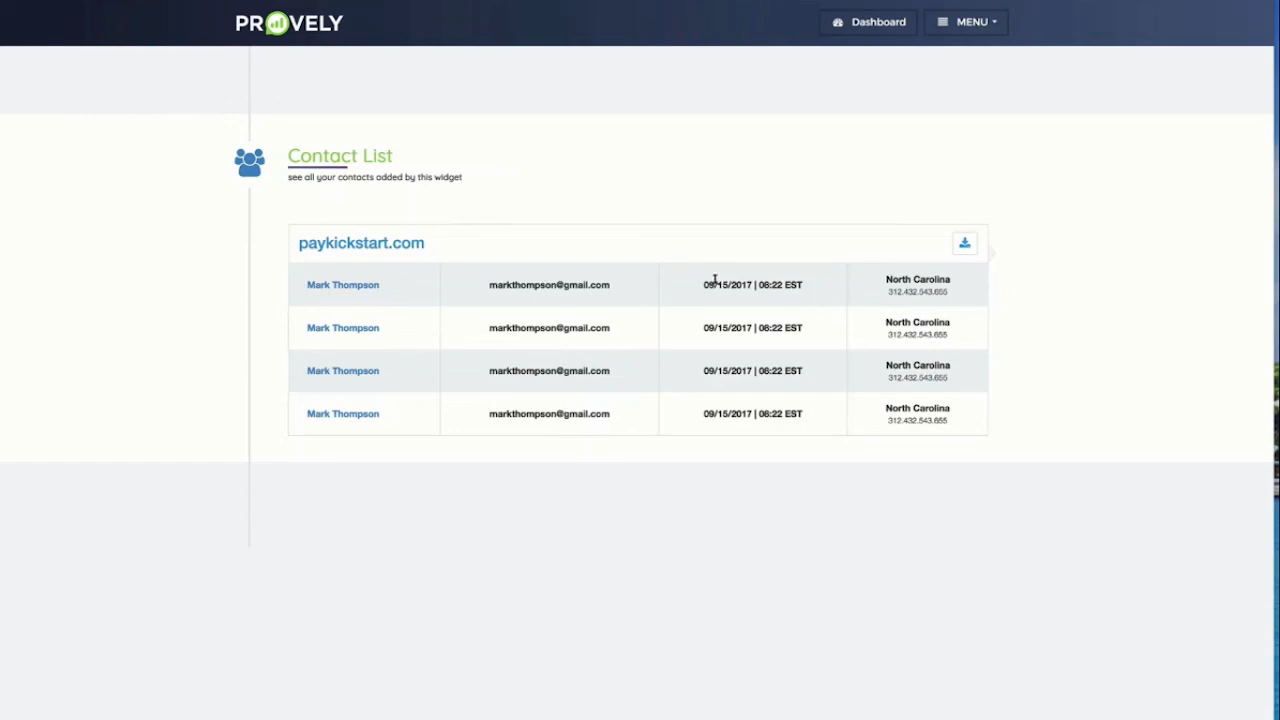 PROVELY
Dashboard
MENU
Contact List
see all your contacts added by this widget
paykickstart.com
Mark Thompson markthompson@gmail.com 09/15/2017 | 08:22 EST North Carolina
312.432.543.655
Mark Thompson markthompson@gmail.com 09/15/2017 | 08:22 EST North Carolina
312.432.543.655
Mark Thompson markthompson@gmail.com 09/15/2017 | 08:22 EST North Carolina
312.432.543.655
Mark Thompson markthompson@gmail.com 09/15/2017 | 08:22 EST North Carolina
312.432.543.655